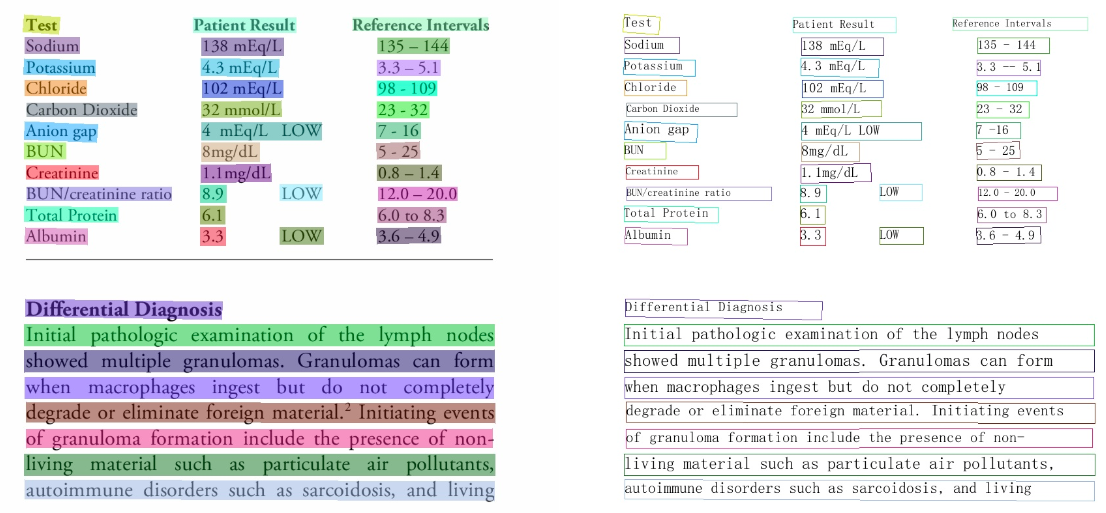 Test Patient Result Reference Intervals
Sodium 138 mEq/L 135 – 144
Potassium 4.3 mEq/L 3.3 – 5.1
Chloride 102 mEq/L 98 - 109
Carbon Dioxide 32 mmol/L 23 - 32
Anion gap 4 mEq/L LOW 7 - 16
BUN 8mg/dL 5 - 25
Creatinine 1.1mg/dL 0.8 – 1.4
BUN/creatinine ratio 8.9 LOW 12.0 – 20.0
Total Protein 6.1 6.0 to 8.3
Albumin 3.3 LOW 3.6 – 4.9
Differential Diagnosis
Initial pathologic examination of the lymph nodes
showed multiple granulomas. Granulomas can form
when macrophages ingest but do not completely
degrade or eliminate foreign material.² Initiating events
of granuloma formation include the presence of non-
living material such as particulate air pollutants,
autoimmune disorders such as sarcoidosis, and living
Test Patient Result Reference Intervals
Sodium 138 mEq/L 135 – 144
Potassium 4.3 mEq/L 3.3 –– 5.1
Chloride 102 mEq/L 98 - 109
Carbon Dioxide 32 mmol/L 23 - 32
Anion gap 4 mEq/L LOW 7 -16
BUN 8mg/dL 5 - 25
Creatinine 1.1mg/dL 0.8 - 1.4
BUN/creatinine ratio 8.9 LOW 12.0 - 20.0
Total Protein 6.1 6.0 to 8.3
Albumin 3.3 LOW 3.6 - 4.9
Differential Diagnosis
Initial pathologic examination of the lymph nodes
showed multiple granulomas. Granulomas can form
when macrophages ingest but do not completely
degrade or eliminate foreign material. Initiating events
of granuloma formation include the presence of non-
living material such as particulate air pollutants,
autoimmune disorders such as sarcoidosis, and living